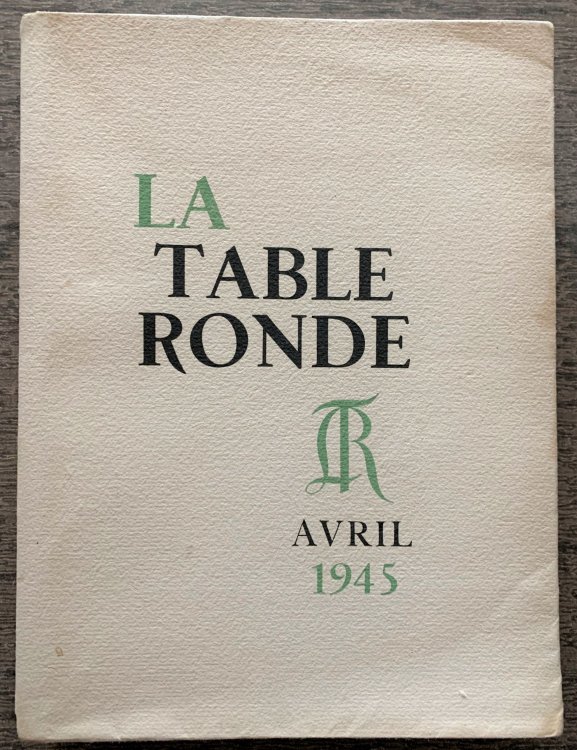 LA
TABLE
RONDE
TR
AVRIL
1945